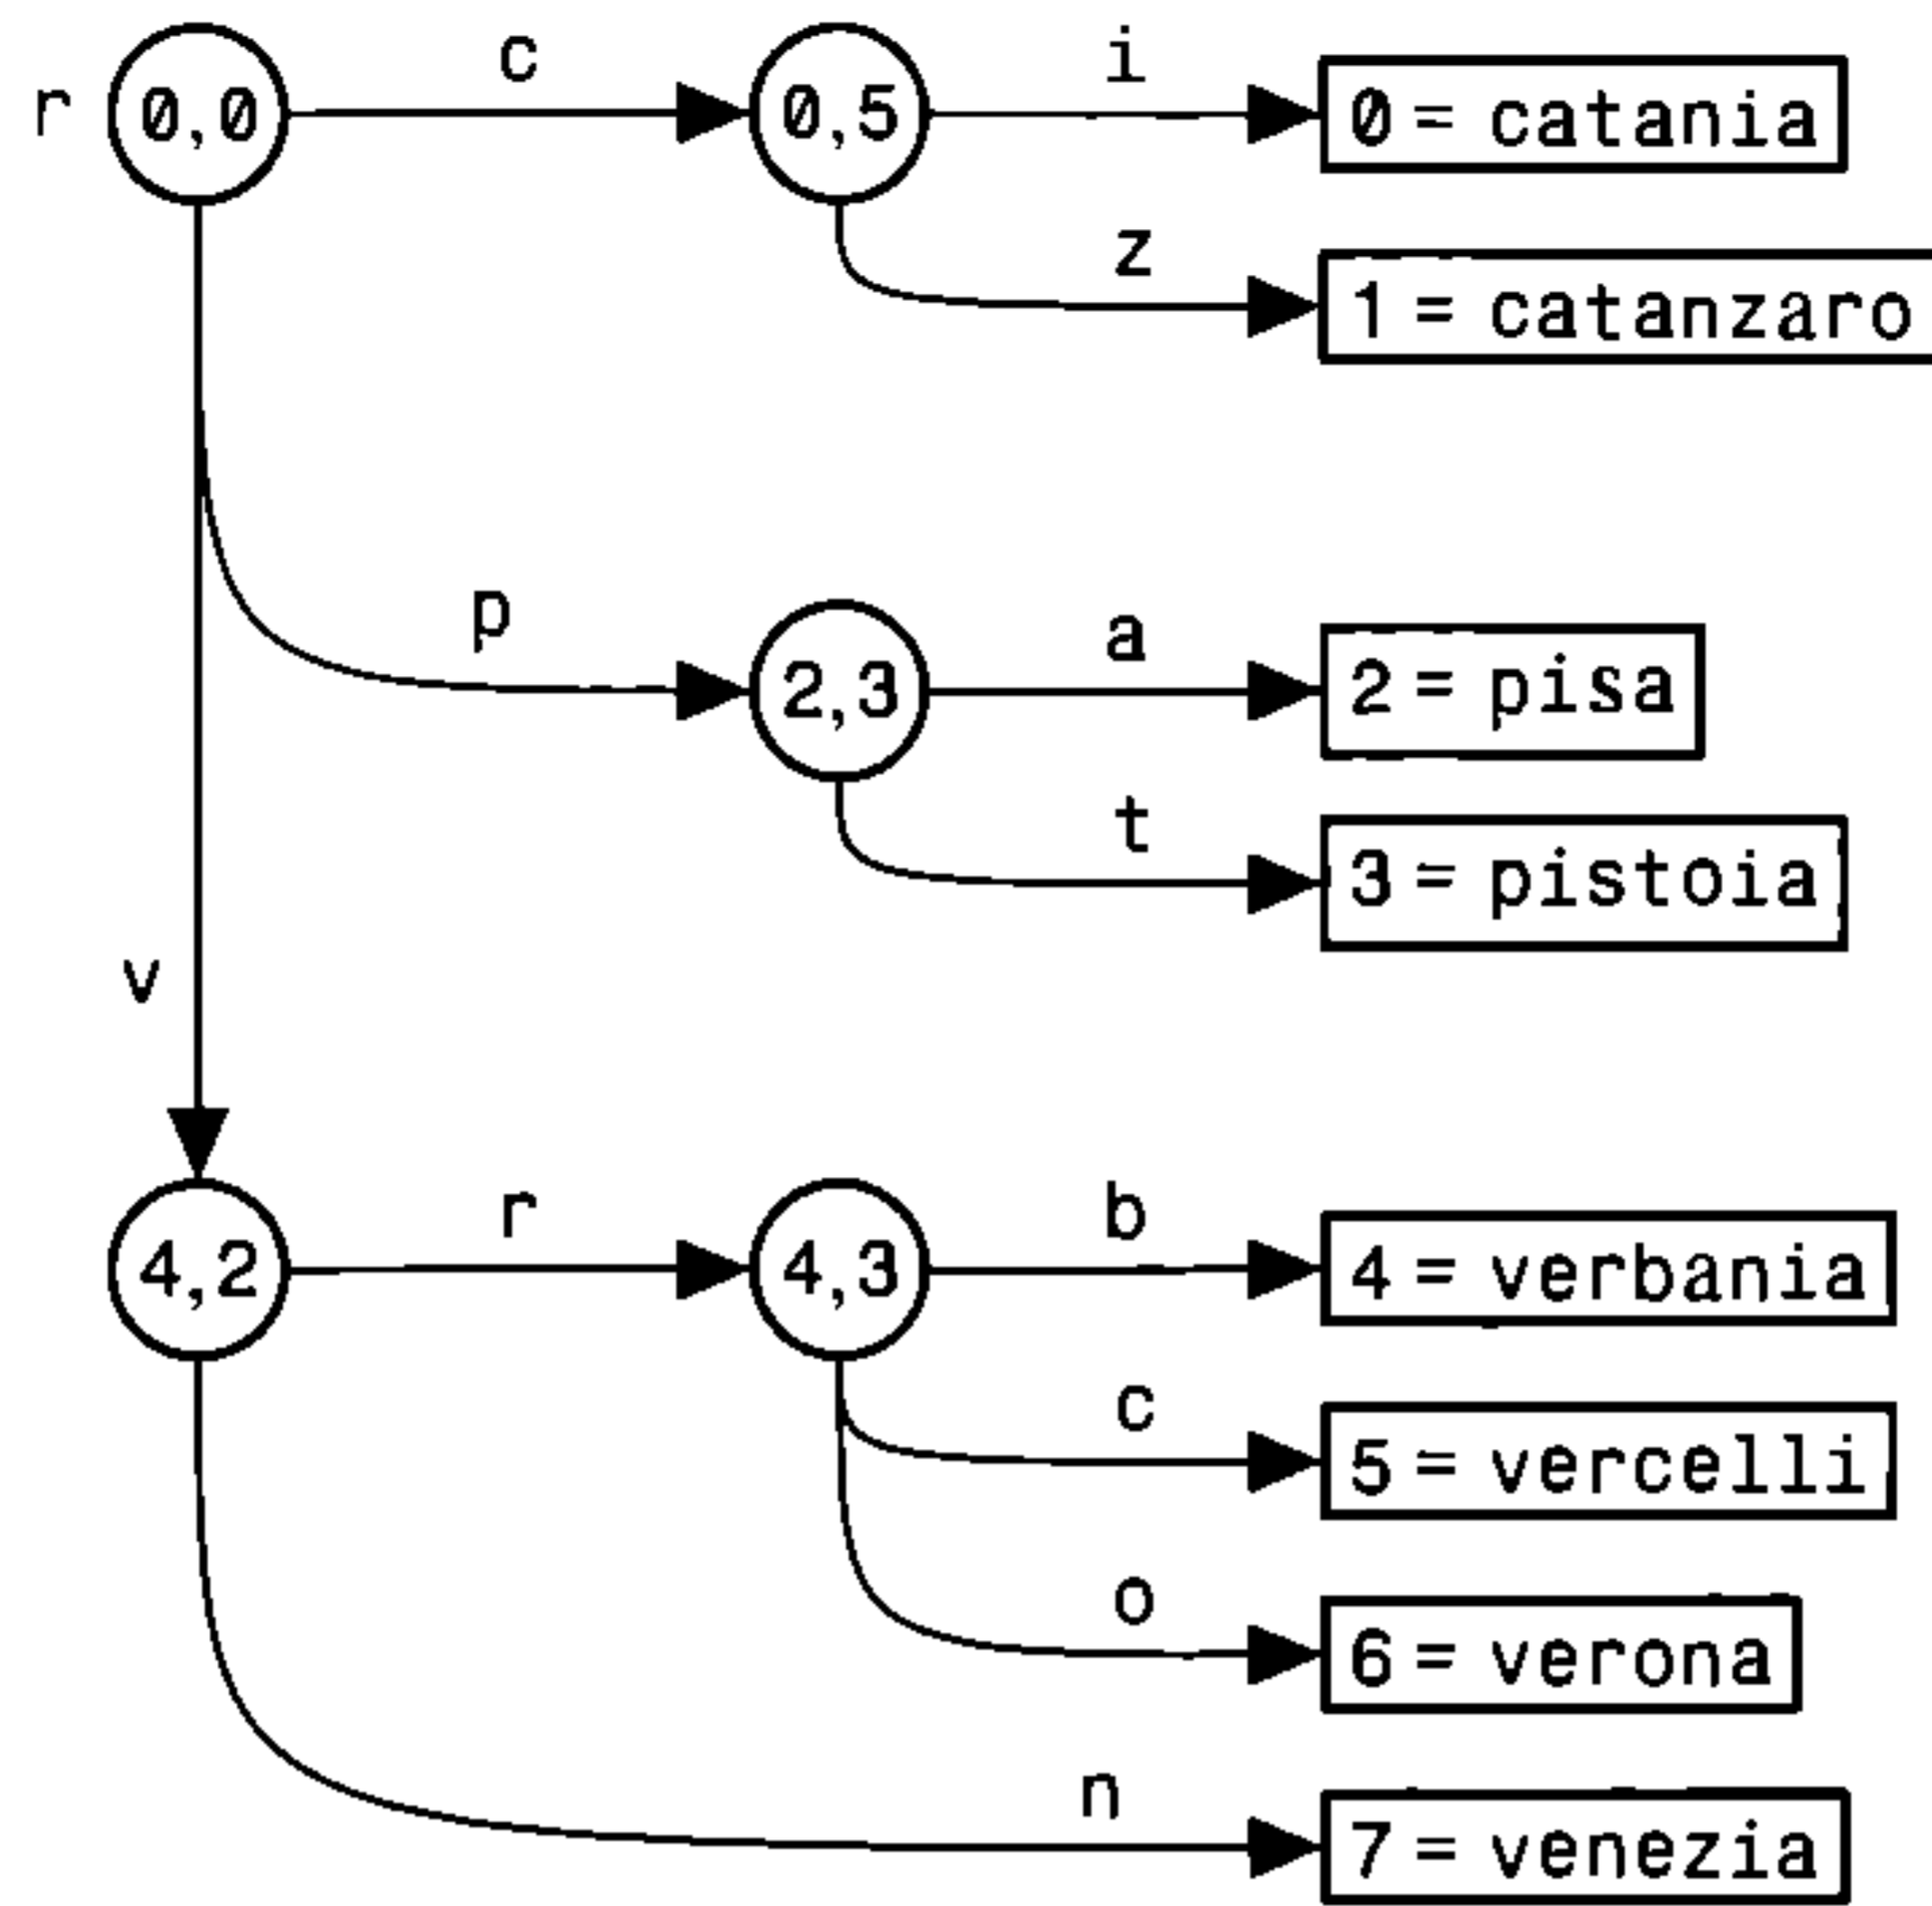 c
i
r 0,0
0,5
0 = catania
z
1 = catanzaro
p
a
2,3
2 = pisa
t
3 = pistoia
v
r
b
4,2
4,3
4 = verbania
c
5 = vercelli
o
6 = verona
n
7 = venezia